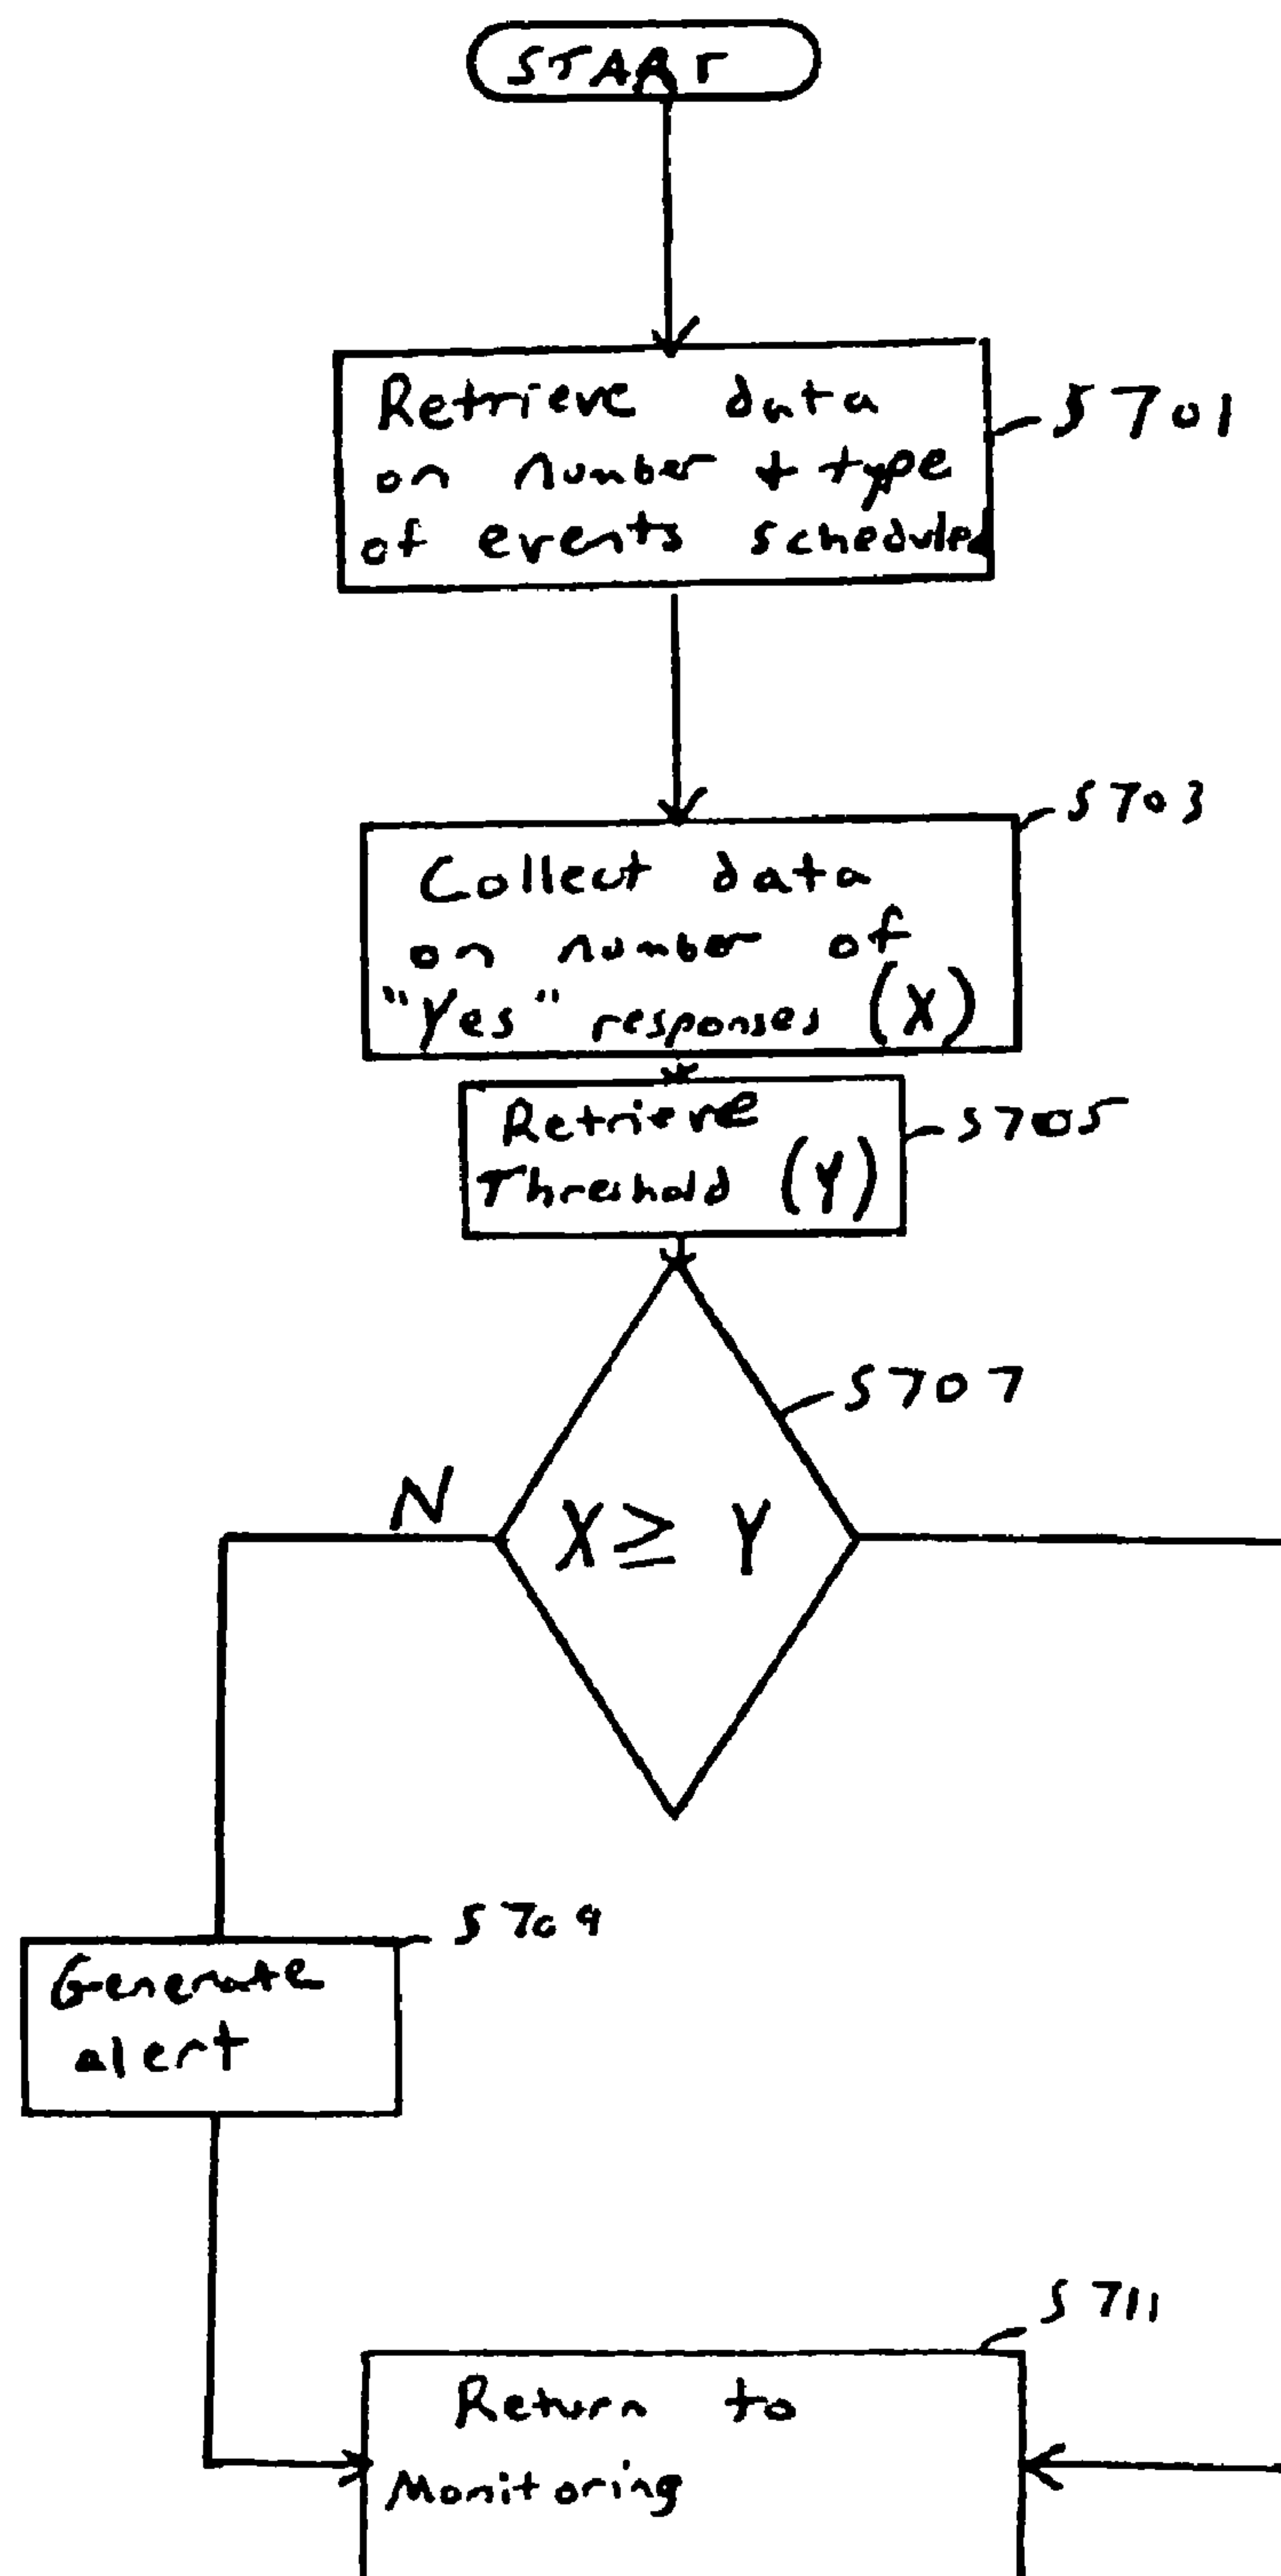 START
Retrieve data
on number + type
of events scheduled
S701
S703
Collect data
on number of
"Yes" responses (X)
Retrieve
Threshold (Y)
S705
S707
N
X ≥ Y
S709
Generate
alert
S711
Return to
Monitoring